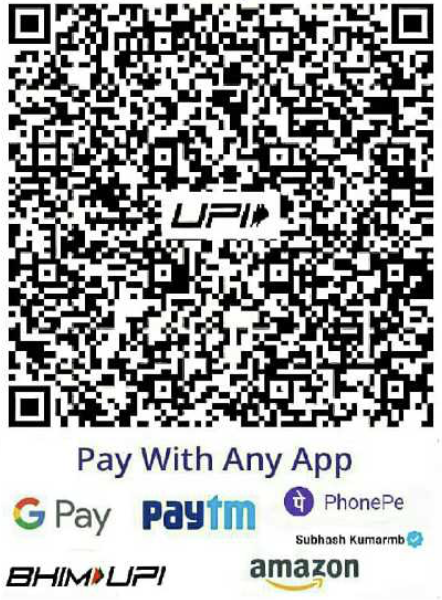 UPI
Pay With Any App
G Pay
paytm
पे PhonePe
Subhash Kumarmb
BHIM UPI
amazon